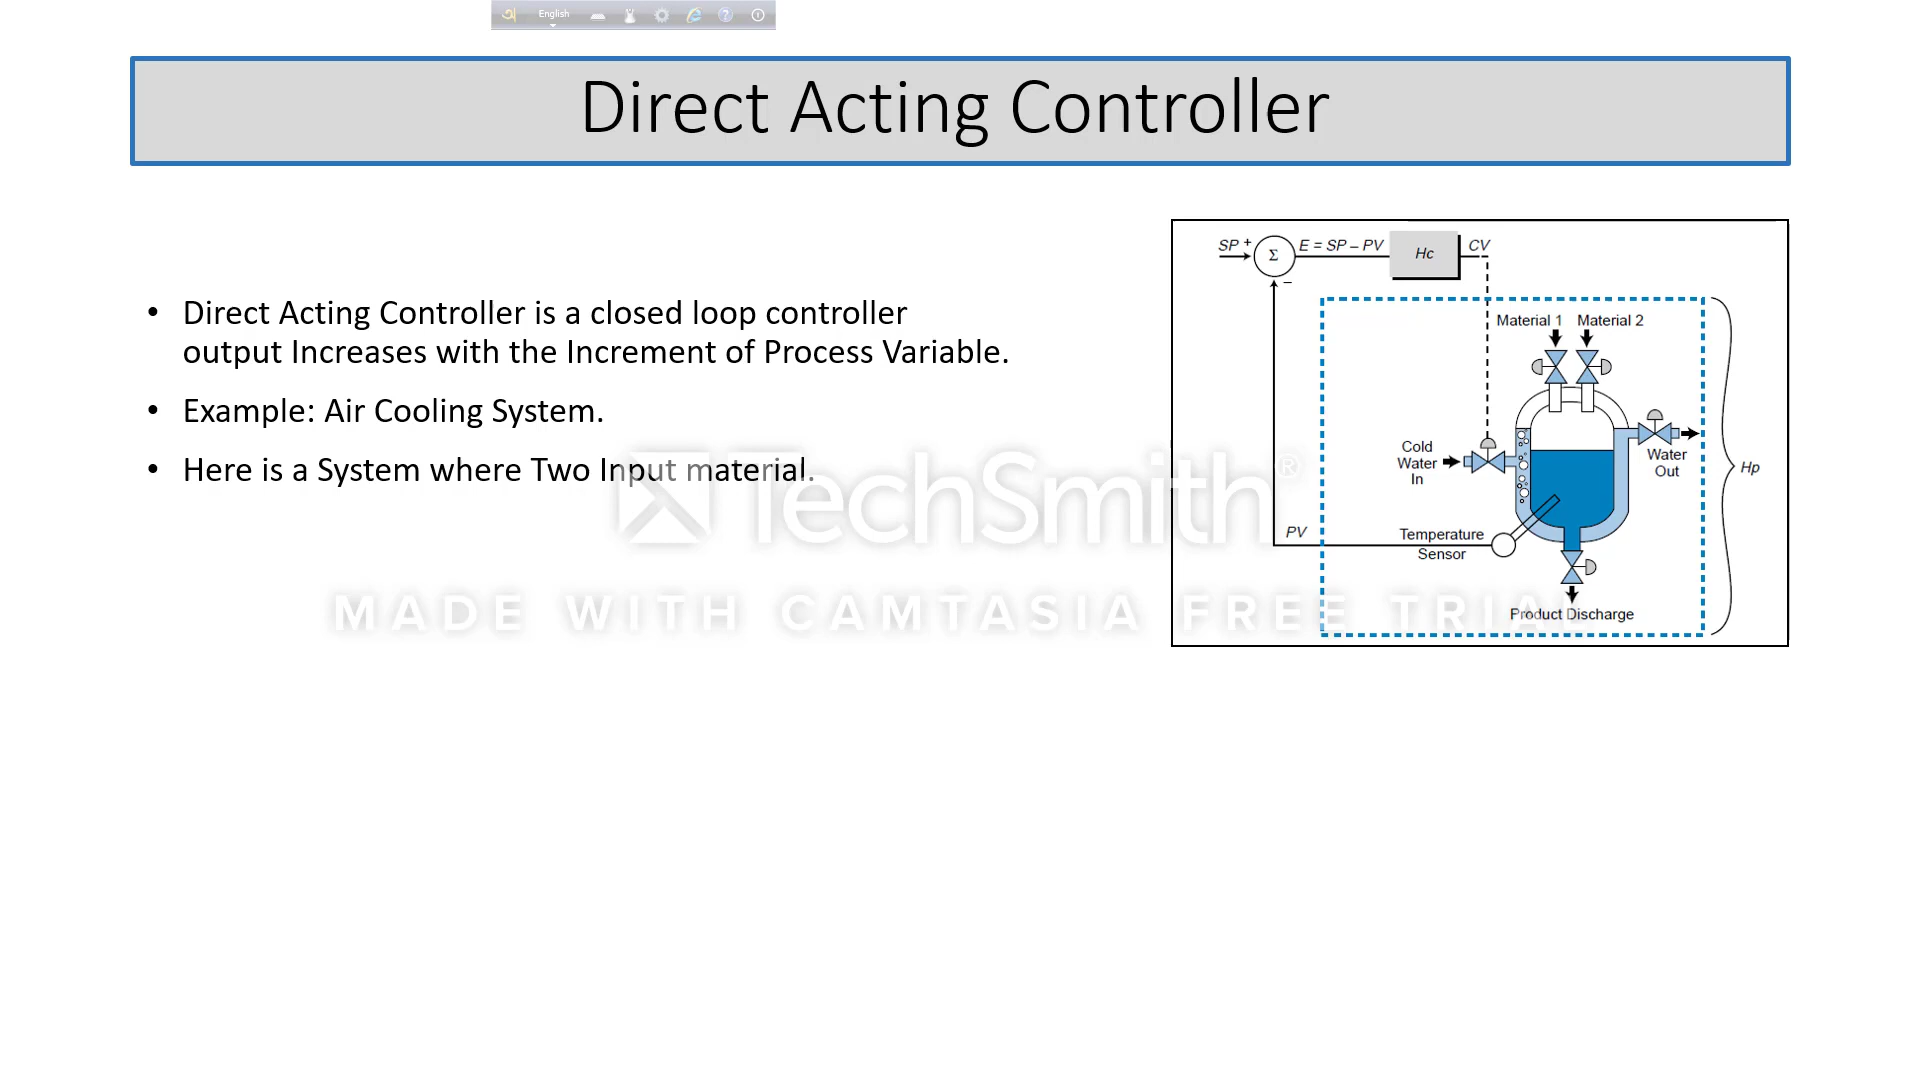 অ English
Direct Acting Controller
• Direct Acting Controller is a closed loop controller
output Increases with the Increment of Process Variable.
• Example: Air Cooling System.
• Here is a System where Two Input material.
SP + Σ E = SP – PV Hc CV
–
Material 1 Material 2
Cold
Water
In
Water
Out
Hp
PV
Temperature
Sensor
Product Discharge
TechSmith®
MADE WITH CAMTASIA FREE TRIAL